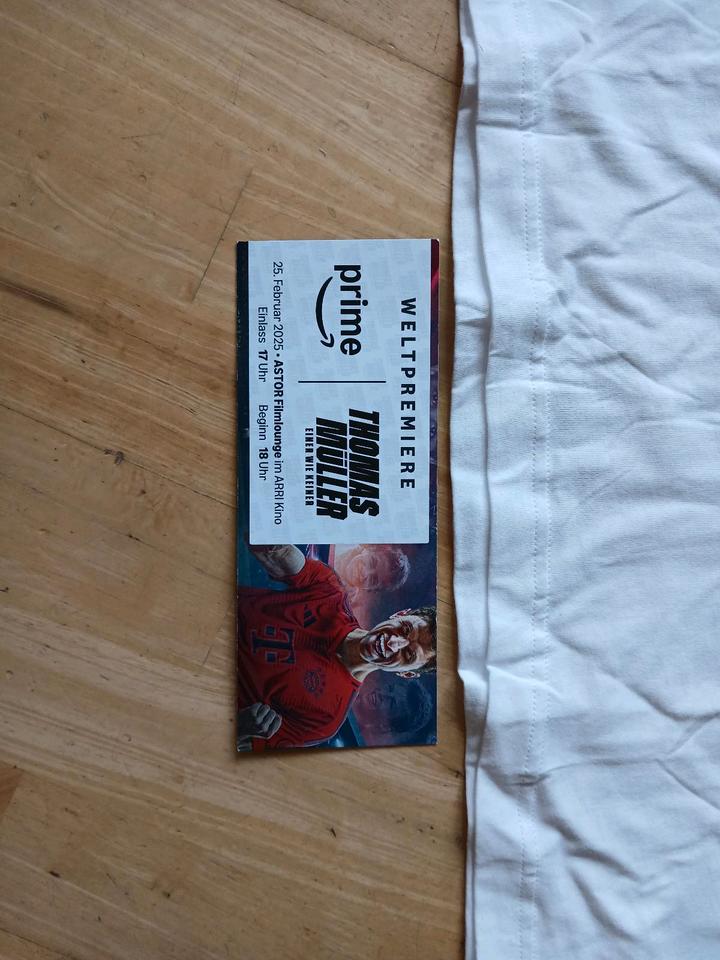 WELTPREMIERE
prime
THOMAS
MÜLLER
EINER WIE KEINER
25. Februar 2025 • ASTOR Filmlounge im ARRI Kino
Einlass 17 Uhr Beginn 18 Uhr
T